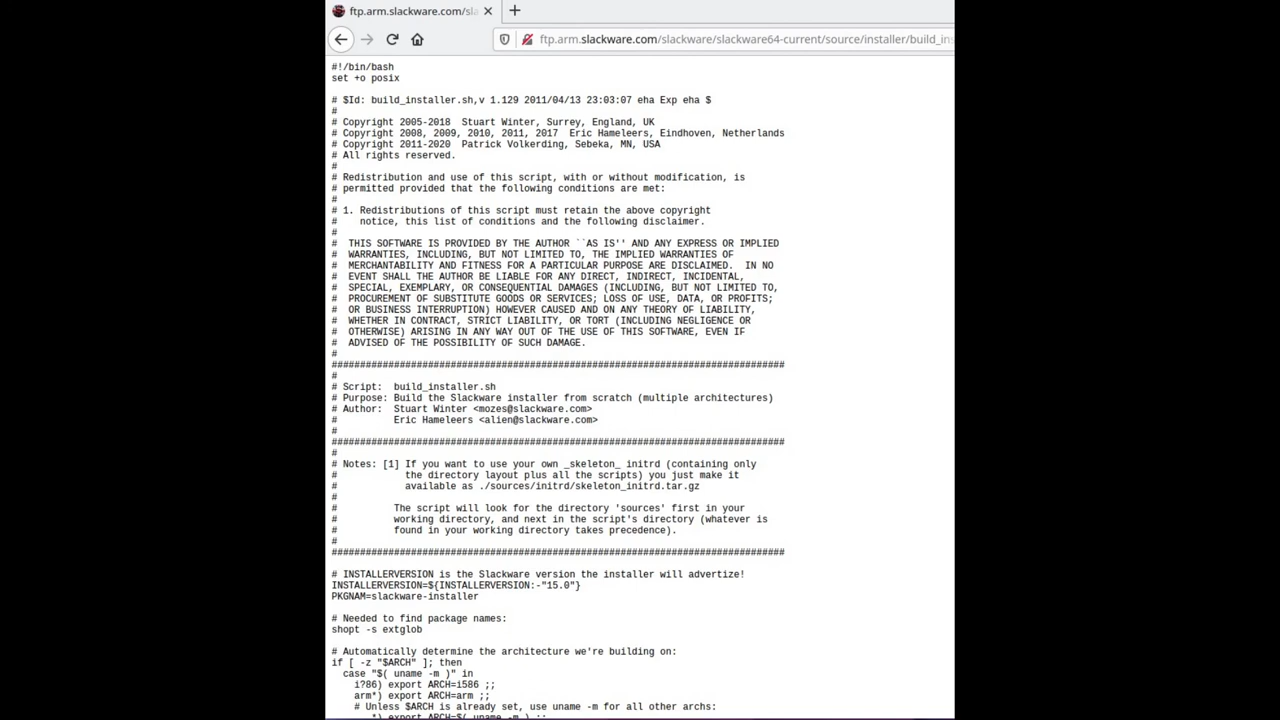 ftp.arm.slackware.com/sla
ftp.arm.slackware.com/slackware/slackware64-current/source/installer/build_ins
#!/bin/bash
set +o posix
# $Id: build_installer.sh,v 1.129 2011/04/13 23:03:07 eha Exp eha $
#
# Copyright 2005-2018  Stuart Winter, Surrey, England, UK
# Copyright 2008, 2009, 2010, 2011, 2017  Eric Hameleers, Eindhoven, Netherlands
# Copyright 2011-2020  Patrick Volkerding, Sebeka, MN, USA
# All rights reserved.
#
# Redistribution and use of this script, with or without modification, is
# permitted provided that the following conditions are met:
#
# 1. Redistributions of this script must retain the above copyright
#    notice, this list of conditions and the following disclaimer.
#
#  THIS SOFTWARE IS PROVIDED BY THE AUTHOR ``AS IS'' AND ANY EXPRESS OR IMPLIED
#  WARRANTIES, INCLUDING, BUT NOT LIMITED TO, THE IMPLIED WARRANTIES OF
#  MERCHANTABILITY AND FITNESS FOR A PARTICULAR PURPOSE ARE DISCLAIMED.  IN NO
#  EVENT SHALL THE AUTHOR BE LIABLE FOR ANY DIRECT, INDIRECT, INCIDENTAL,
#  SPECIAL, EXEMPLARY, OR CONSEQUENTIAL DAMAGES (INCLUDING, BUT NOT LIMITED TO,
#  PROCUREMENT OF SUBSTITUTE GOODS OR SERVICES; LOSS OF USE, DATA, OR PROFITS;
#  OR BUSINESS INTERRUPTION) HOWEVER CAUSED AND ON ANY THEORY OF LIABILITY,
#  WHETHER IN CONTRACT, STRICT LIABILITY, OR TORT (INCLUDING NEGLIGENCE OR
#  OTHERWISE) ARISING IN ANY WAY OUT OF THE USE OF THIS SOFTWARE, EVEN IF
#  ADVISED OF THE POSSIBILITY OF SUCH DAMAGE.
#
################################################################################
#
# Script:  build_installer.sh
# Purpose: Build the Slackware installer from scratch (multiple architectures)
# Author:  Stuart Winter <mozes@slackware.com>
#          Eric Hameleers <alien@slackware.com>
#
################################################################################
#
# Notes: [1] If you want to use your own _skeleton_ initrd (containing only
#            the directory layout plus all the scripts) you just make it
#            available as ./sources/initrd/skeleton_initrd.tar.gz
#
#          The script will look for the directory 'sources' first in your
#          working directory, and next in the script's directory (whatever is
#          found in your working directory takes precedence).
#
################################################################################
# INSTALLERVERSION is the Slackware version the installer will advertize!
INSTALLERVERSION=${INSTALLERVERSION:-"15.0"}
PKGNAM=slackware-installer
# Needed to find package names:
shopt -s extglob
# Automatically determine the architecture we're building on:
if [ -z "$ARCH" ]; then
  case "$( uname -m )" in
    i?86) export ARCH=i586 ;;
    arm*) export ARCH=arm ;;
    # Unless $ARCH is already set, use uname -m for all other archs:
       *) export ARCH=$( uname -m ) ;;